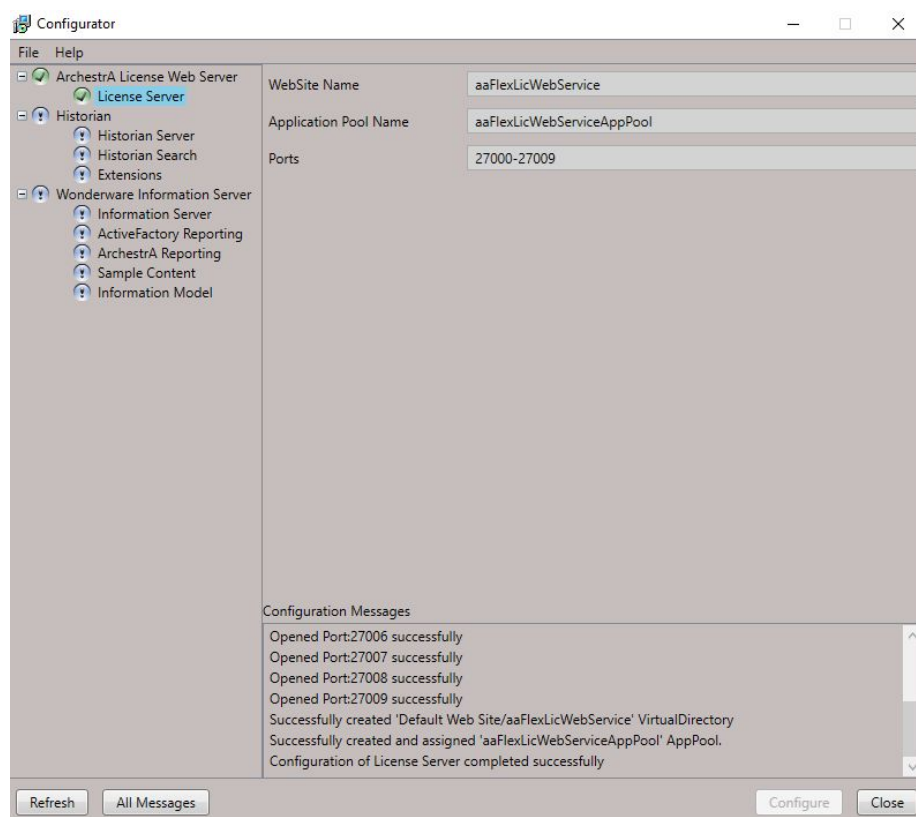 Configurator
File Help
ArchestrA License Web Server
License Server
Historian
Historian Server
Historian Search
Extensions
Wonderware Information Server
Information Server
ActiveFactory Reporting
ArchestrA Reporting
Sample Content
Information Model
WebSite Name aaFlexLicWebService
Application Pool Name aaFlexLicWebServiceAppPool
Ports 27000-27009
Configuration Messages
Opened Port:27006 successfully
Opened Port:27007 successfully
Opened Port:27008 successfully
Opened Port:27009 successfully
Successfully created 'Default Web Site/aaFlexLicWebService' VirtualDirectory
Successfully created and assigned 'aaFlexLicWebServiceAppPool' AppPool.
Configuration of License Server completed successfully
Refresh All Messages Configure Close